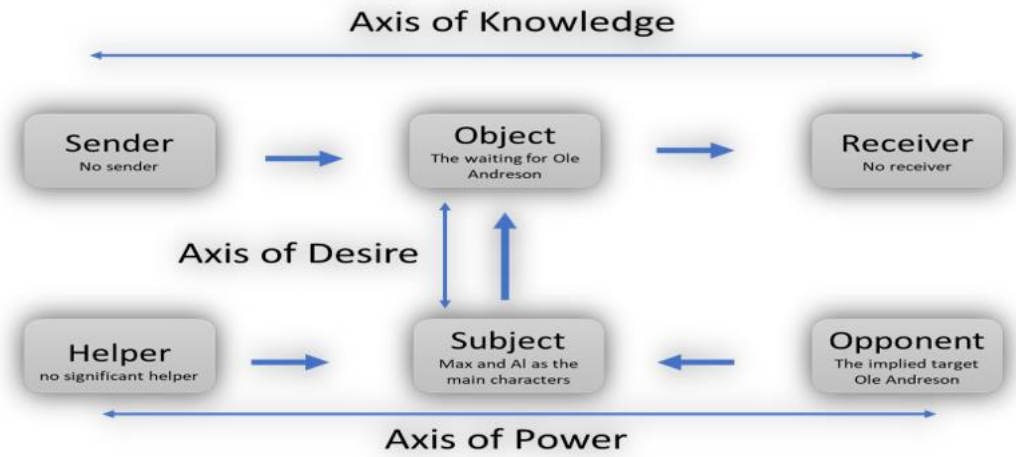 Axis of Knowledge
Sender
No sender
Object
The waiting for Ole
Andreson
Receiver
No receiver
Axis of Desire
Helper
no significant helper
Subject
Max and Al as the
main characters
Opponent
The implied target
Ole Andreson
Axis of Power